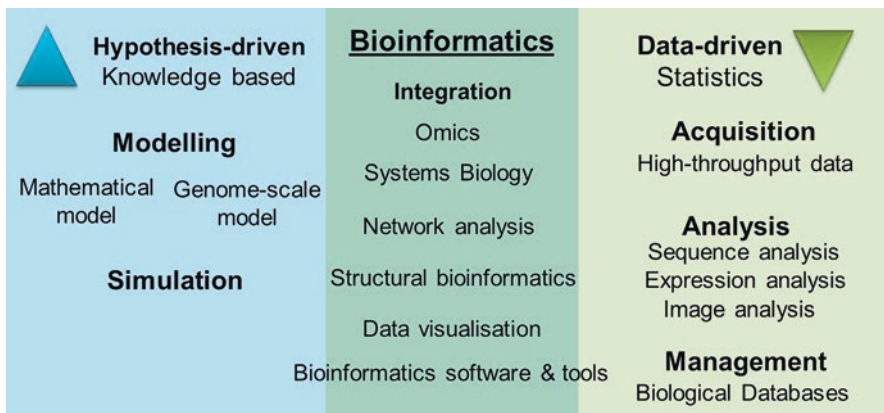 Hypothesis-driven
Knowledge based
Modelling
Mathematical
model
Genome-scale
model
Simulation
Bioinformatics
Integration
Omics
Systems Biology
Network analysis
Structural bioinformatics
Data visualisation
Bioinformatics software & tools
Data-driven
Statistics
Acquisition
High-throughput data
Analysis
Sequence analysis
Expression analysis
Image analysis
Management
Biological Databases